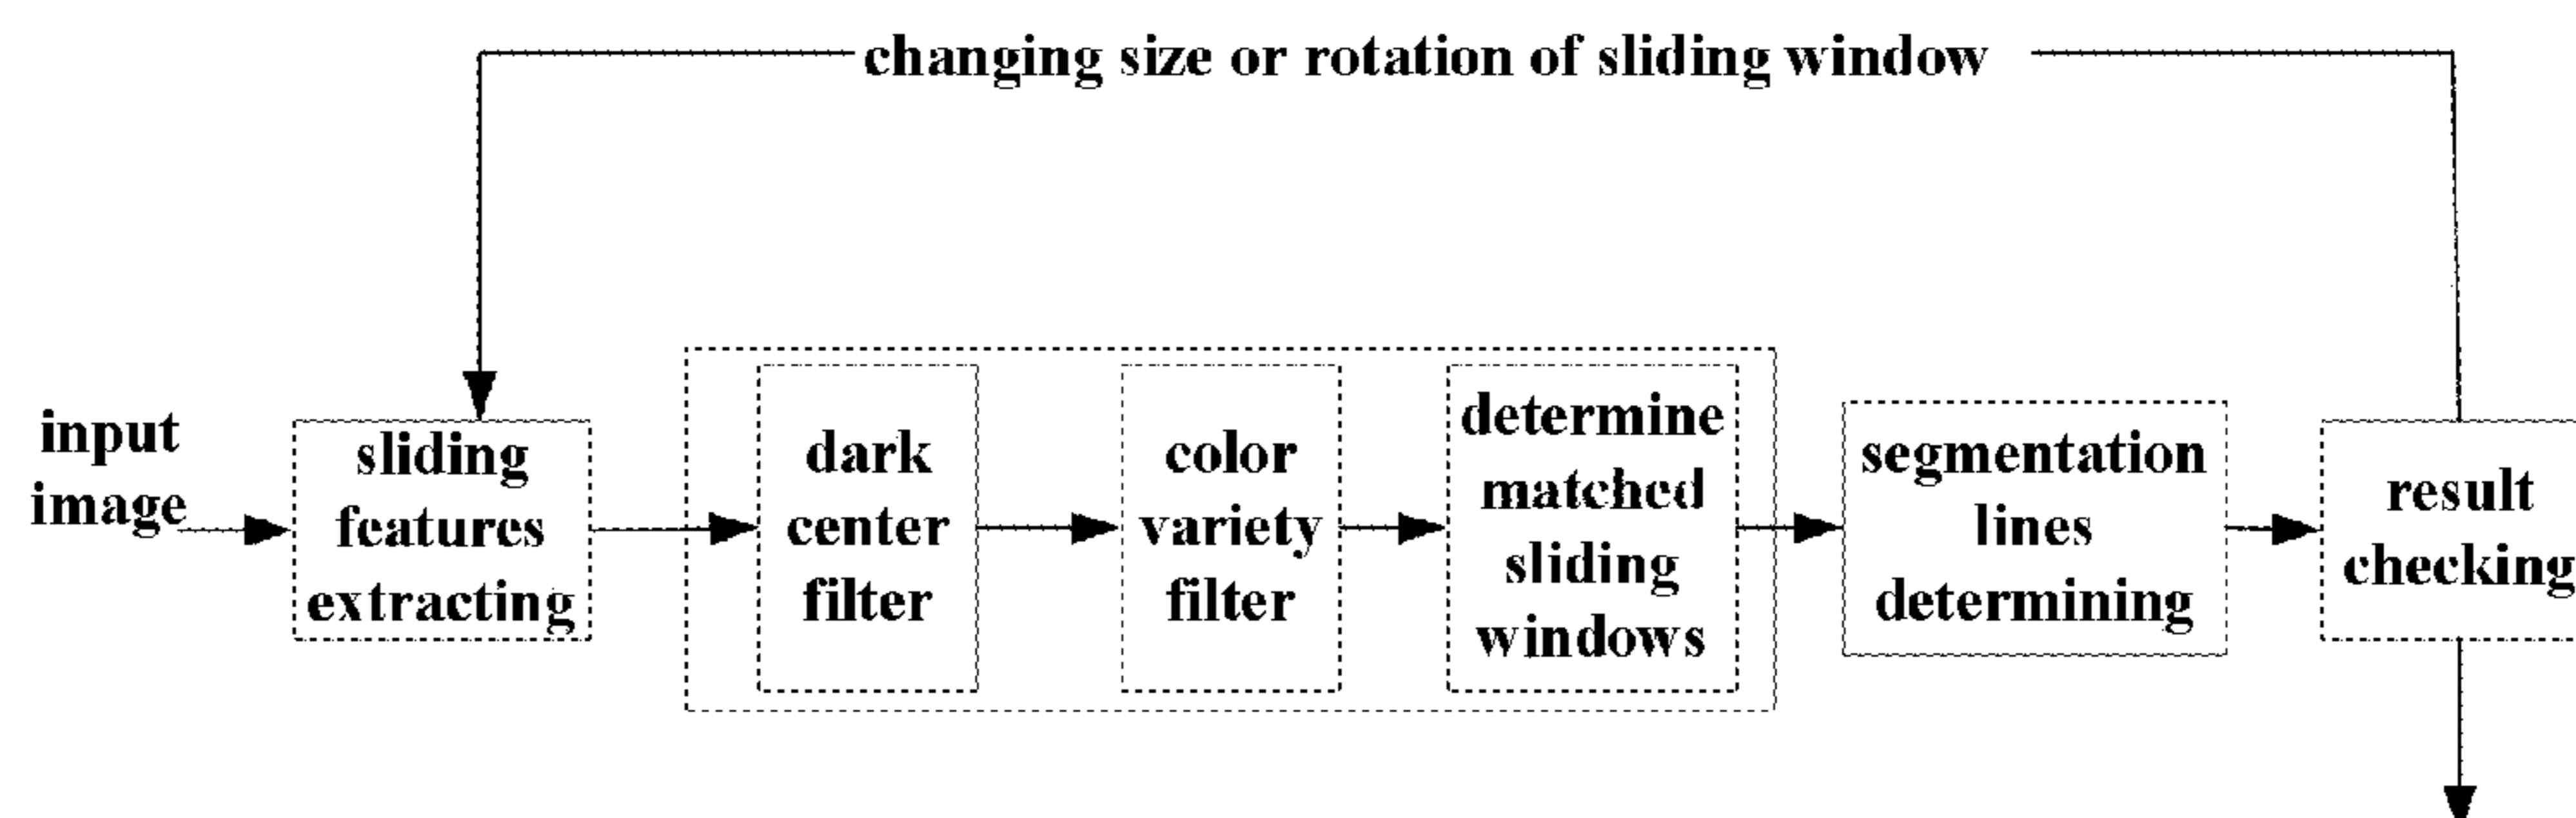 changing size or rotation of sliding window
input
image
sliding
features
extracting
dark
center
filter
color
variety
filter
determine
matched
sliding
windows
segmentation
lines
determining
result
checking